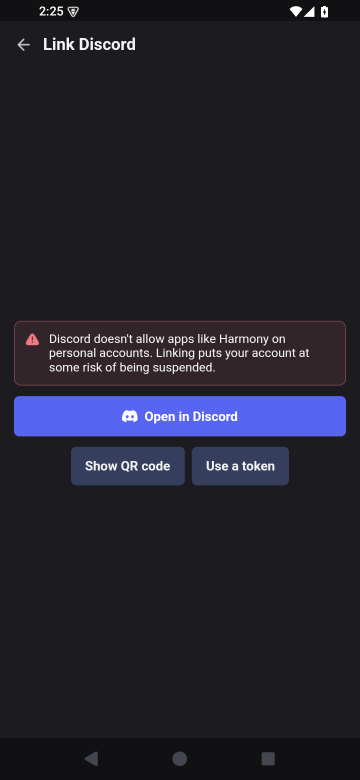 2:25
Link Discord
Discord doesn't allow apps like Harmony on
personal accounts. Linking puts your account at
some risk of being suspended.
Open in Discord
Show QR code
Use a token